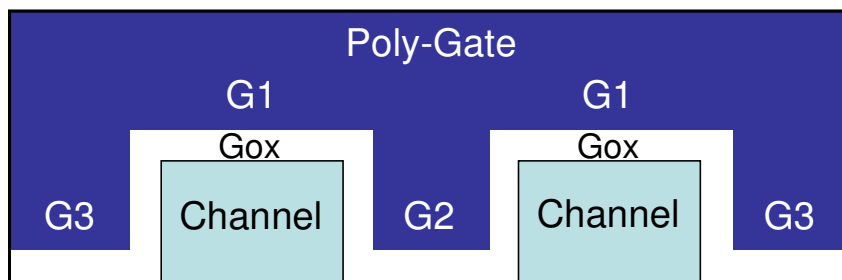 Poly-Gate
G1 G1
Gox Gox
G3 Channel G2 Channel G3